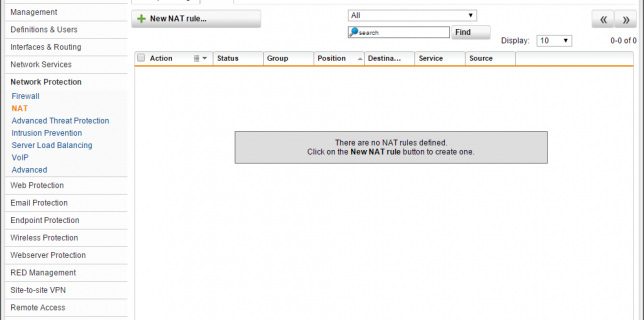 Management
Definitions & Users
Interfaces & Routing
Network Services
Network Protection
Firewall
NAT
Advanced Threat Protection
Intrusion Prevention
Server Load Balancing
VoIP
Advanced
Web Protection
Email Protection
Endpoint Protection
Wireless Protection
Webserver Protection
RED Management
Site-to-site VPN
Remote Access
+ New NAT rule...
All
search
Find
Display: 10
0-0 of 0
Action Status Group Position Destina... Service Source
There are no NAT rules defined.
Click on the New NAT rule button to create one.